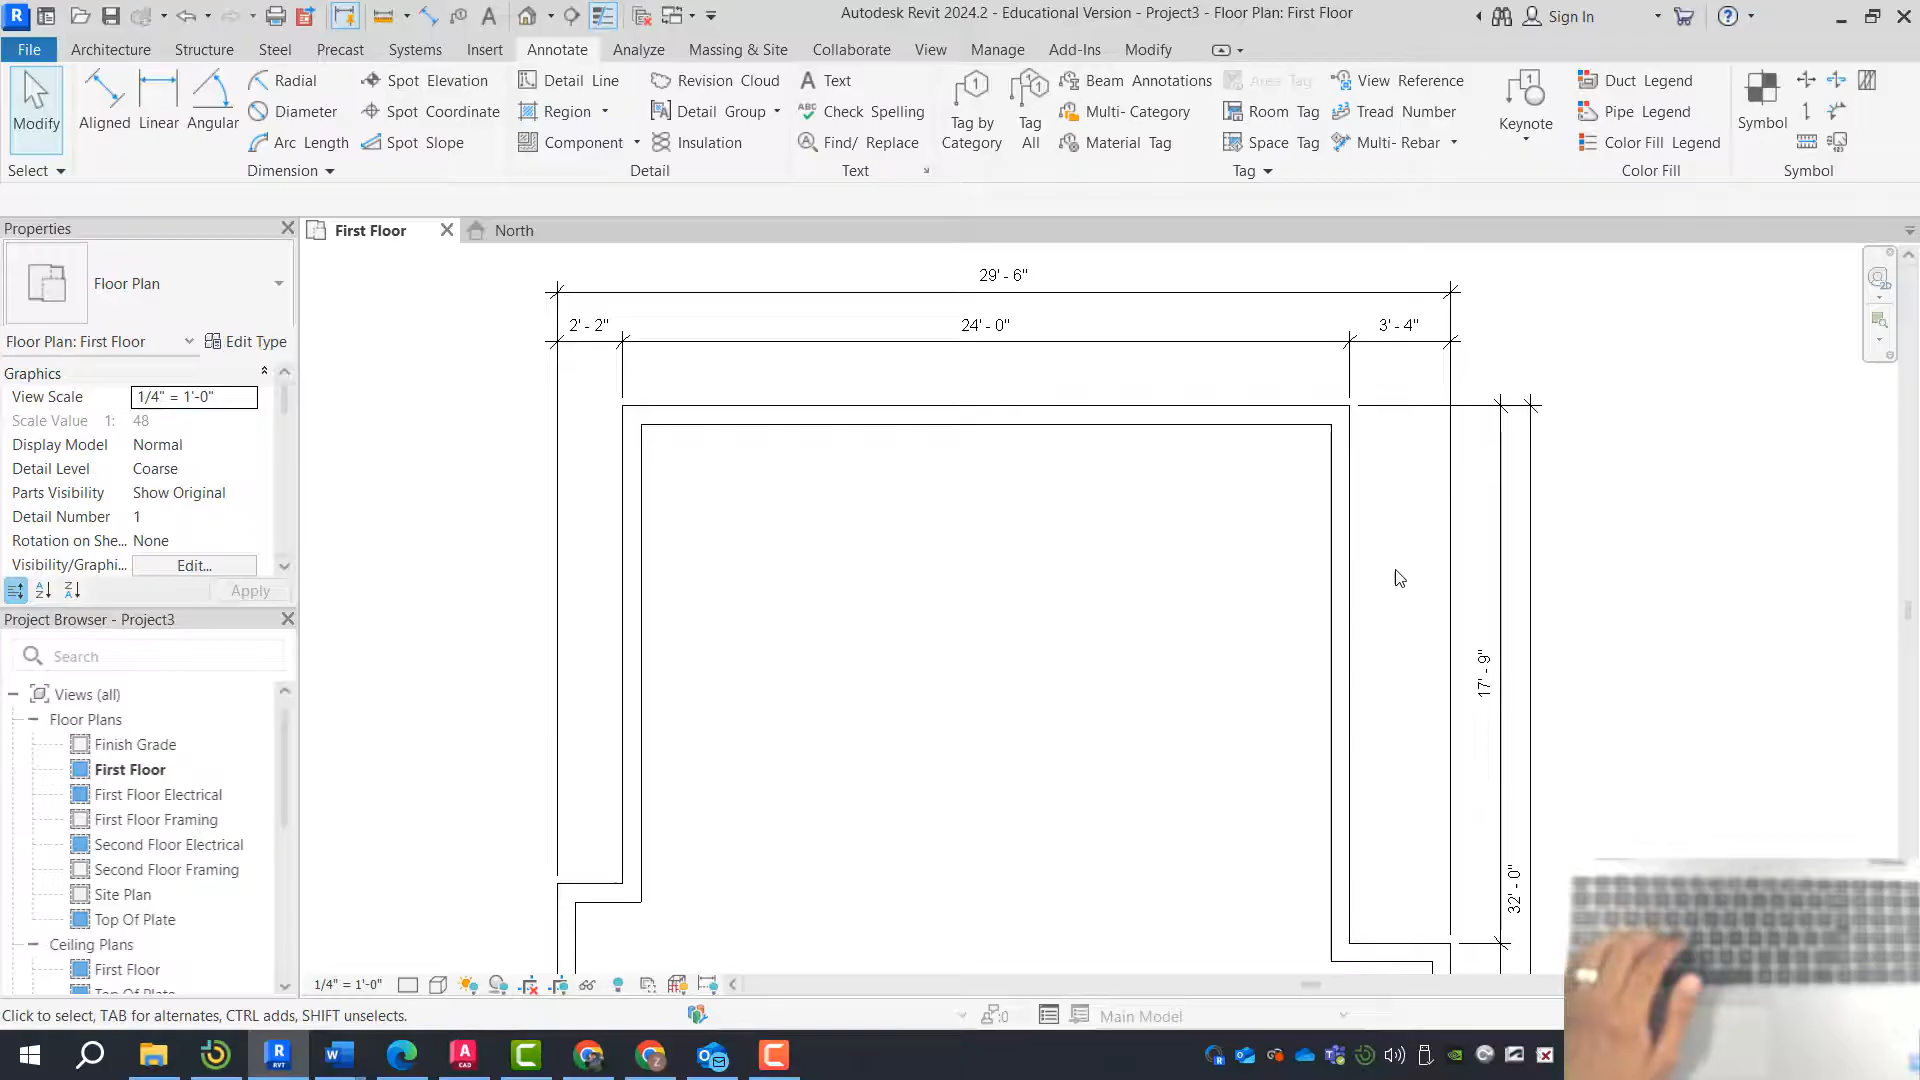 Autodesk Revit 2024.2 - Educational Version - Project3 - Floor Plan: First Floor
Sign In
File Architecture Structure Steel Precast Systems Insert Annotate Analyze Massing & Site Collaborate View Manage Add-Ins Modify
Modify
Select
Aligned
Linear
Angular
Radial
Diameter
Arc Length
Spot Elevation
Spot Coordinate
Spot Slope
Dimension
Detail Line
Region
Component
Revision Cloud
Detail Group
Insulation
Detail
Text
Check Spelling
Find/ Replace
Text
Tag by Category
Tag All
Beam Annotations
Multi- Category
Material Tag
Area Tag
Room Tag
Space Tag
View Reference
Tread Number
Multi- Rebar
Tag
Keynote
Duct Legend
Pipe Legend
Color Fill Legend
Color Fill
Symbol
Symbol
Properties
Floor Plan
Floor Plan: First Floor
Edit Type
Graphics
View Scale 1/4" = 1'-0"
Scale Value 1: 48
Display Model Normal
Detail Level Coarse
Parts Visibility Show Original
Detail Number 1
Rotation on She... None
Visibility/Graphi... Edit...
Apply
Project Browser - Project3
Search
Views (all)
Floor Plans
Finish Grade
First Floor
First Floor Electrical
First Floor Framing
Second Floor Electrical
Second Floor Framing
Site Plan
Top Of Plate
Ceiling Plans
First Floor
First Floor
North
29' - 6"
2' - 2"
24' - 0"
3' - 4"
17' - 9"
32' - 0"
2D
1/4" = 1'-0"
Click to select, TAB for alternates, CTRL adds, SHIFT unselects.
:0
Main Model